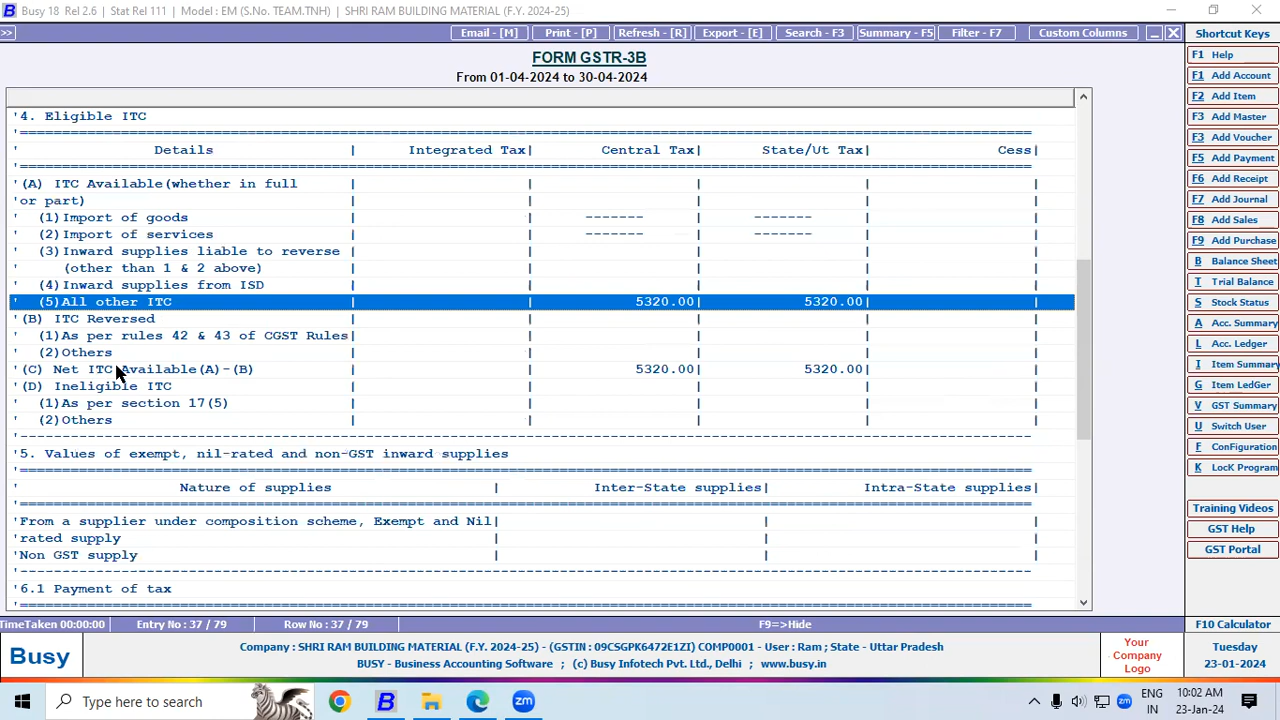 Busy 18 Rel 2.6 | Stat Rel 111 | Model : EM (S.No. TEAM.TNH) | SHRI RAM BUILDING MATERIAL (F.Y. 2024-25)
>> Email - [M] Print - [P] Refresh - [R] Export - [E] Search - F3 Summary - F5 Filter - F7 Custom Columns
FORM GSTR-3B
From 01-04-2024 to 30-04-2024
'4. Eligible ITC
' Details | Integrated Tax| Central Tax| State/Ut Tax| Cess|
'(A) ITC Available(whether in full | | | | |
'or part) | | | | |
' (1)Import of goods | | ------- | ------- | |
' (2)Import of services | | ------- | ------- | |
' (3)Inward supplies liable to reverse | | | | |
' (other than 1 & 2 above) | | | | |
' (4)Inward supplies from ISD | | | | |
' (5)All other ITC | | 5320.00| 5320.00| |
'(B) ITC Reversed | | | | |
' (1)As per rules 42 & 43 of CGST Rules| | | | |
' (2)Others | | | | |
'(C) Net ITC Available(A)-(B) | | 5320.00| 5320.00| |
'(D) Ineligible ITC | | | | |
' (1)As per section 17(5) | | | | |
' (2)Others | | | | |
'5. Values of exempt, nil-rated and non-GST inward supplies
' Nature of supplies | Inter-State supplies| Intra-State supplies|
'From a supplier under composition scheme, Exempt and Nil| | |
'rated supply | | |
'Non GST supply | | |
'6.1 Payment of tax
TimeTaken 00:00:00 Entry No : 37 / 79 Row No : 37 / 79 F9=>Hide
Busy
Company : SHRI RAM BUILDING MATERIAL (F.Y. 2024-25) - (GSTIN : 09CSGPK6472E1ZI) COMP0001 - User : Ram ; State - Uttar Pradesh
BUSY - Business Accounting Software ; (c) Busy Infotech Pvt. Ltd., Delhi ; www.busy.in
Your
Company
Logo
Shortcut Keys
F1 Help
F1 Add Account
F2 Add Item
F3 Add Master
F3 Add Voucher
F5 Add Payment
F6 Add Receipt
F7 Add Journal
F8 Add Sales
F9 Add Purchase
B Balance Sheet
T Trial Balance
S Stock Status
A Acc. Summary
L Acc. Ledger
I Item Summary
G Item LedGer
V GST Summary
U Switch User
F ConFiguration
K LocK Program
Training Videos
GST Help
GST Portal
F10 Calculator
Tuesday
23-01-2024
Type here to search
B
zm
zm
ENG
IN
10:02 AM
23-Jan-24